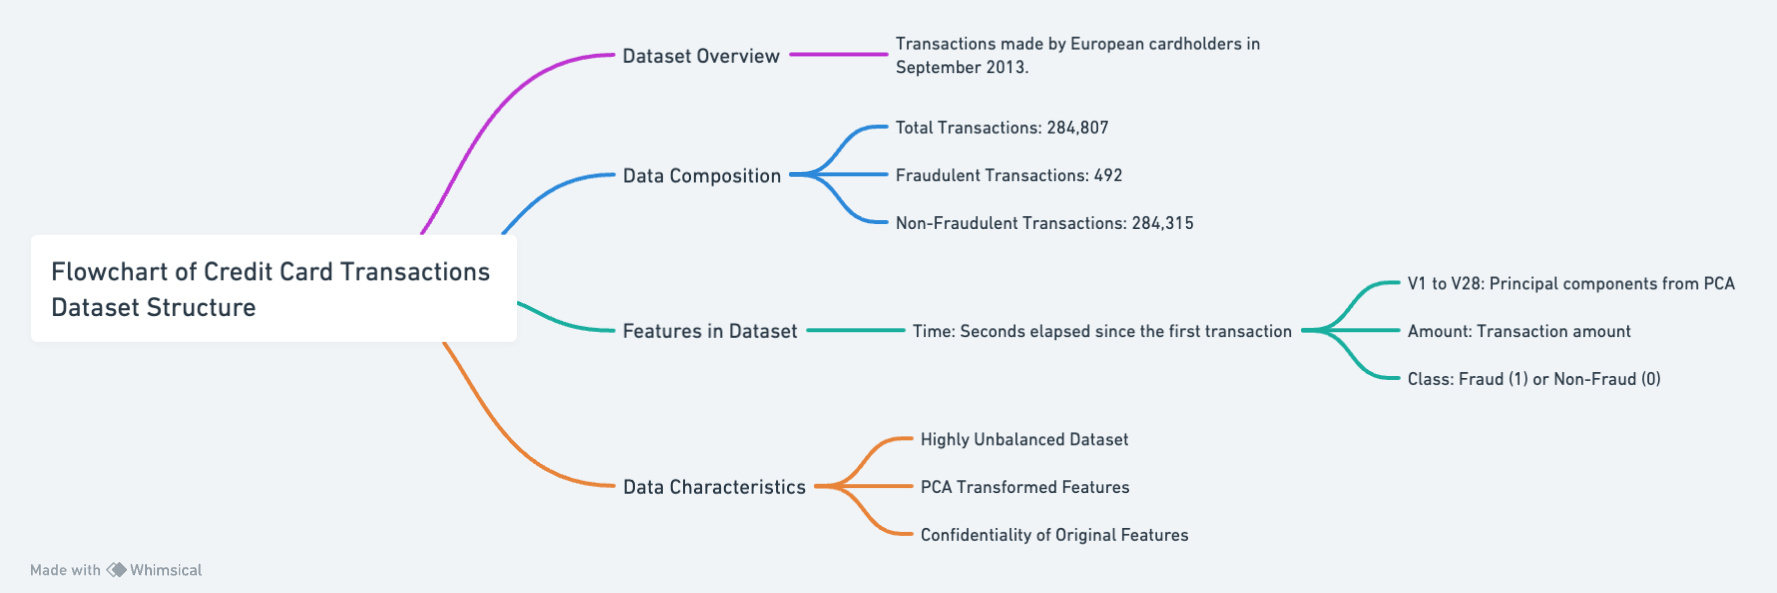 Flowchart of Credit Card Transactions
Dataset Structure
Dataset Overview
Transactions made by European cardholders in
September 2013.
Data Composition
Total Transactions: 284,807
Fraudulent Transactions: 492
Non-Fraudulent Transactions: 284,315
Features in Dataset
Time: Seconds elapsed since the first transaction
V1 to V28: Principal components from PCA
Amount: Transaction amount
Class: Fraud (1) or Non-Fraud (0)
Data Characteristics
Highly Unbalanced Dataset
PCA Transformed Features
Confidentiality of Original Features
Made with Whimsical